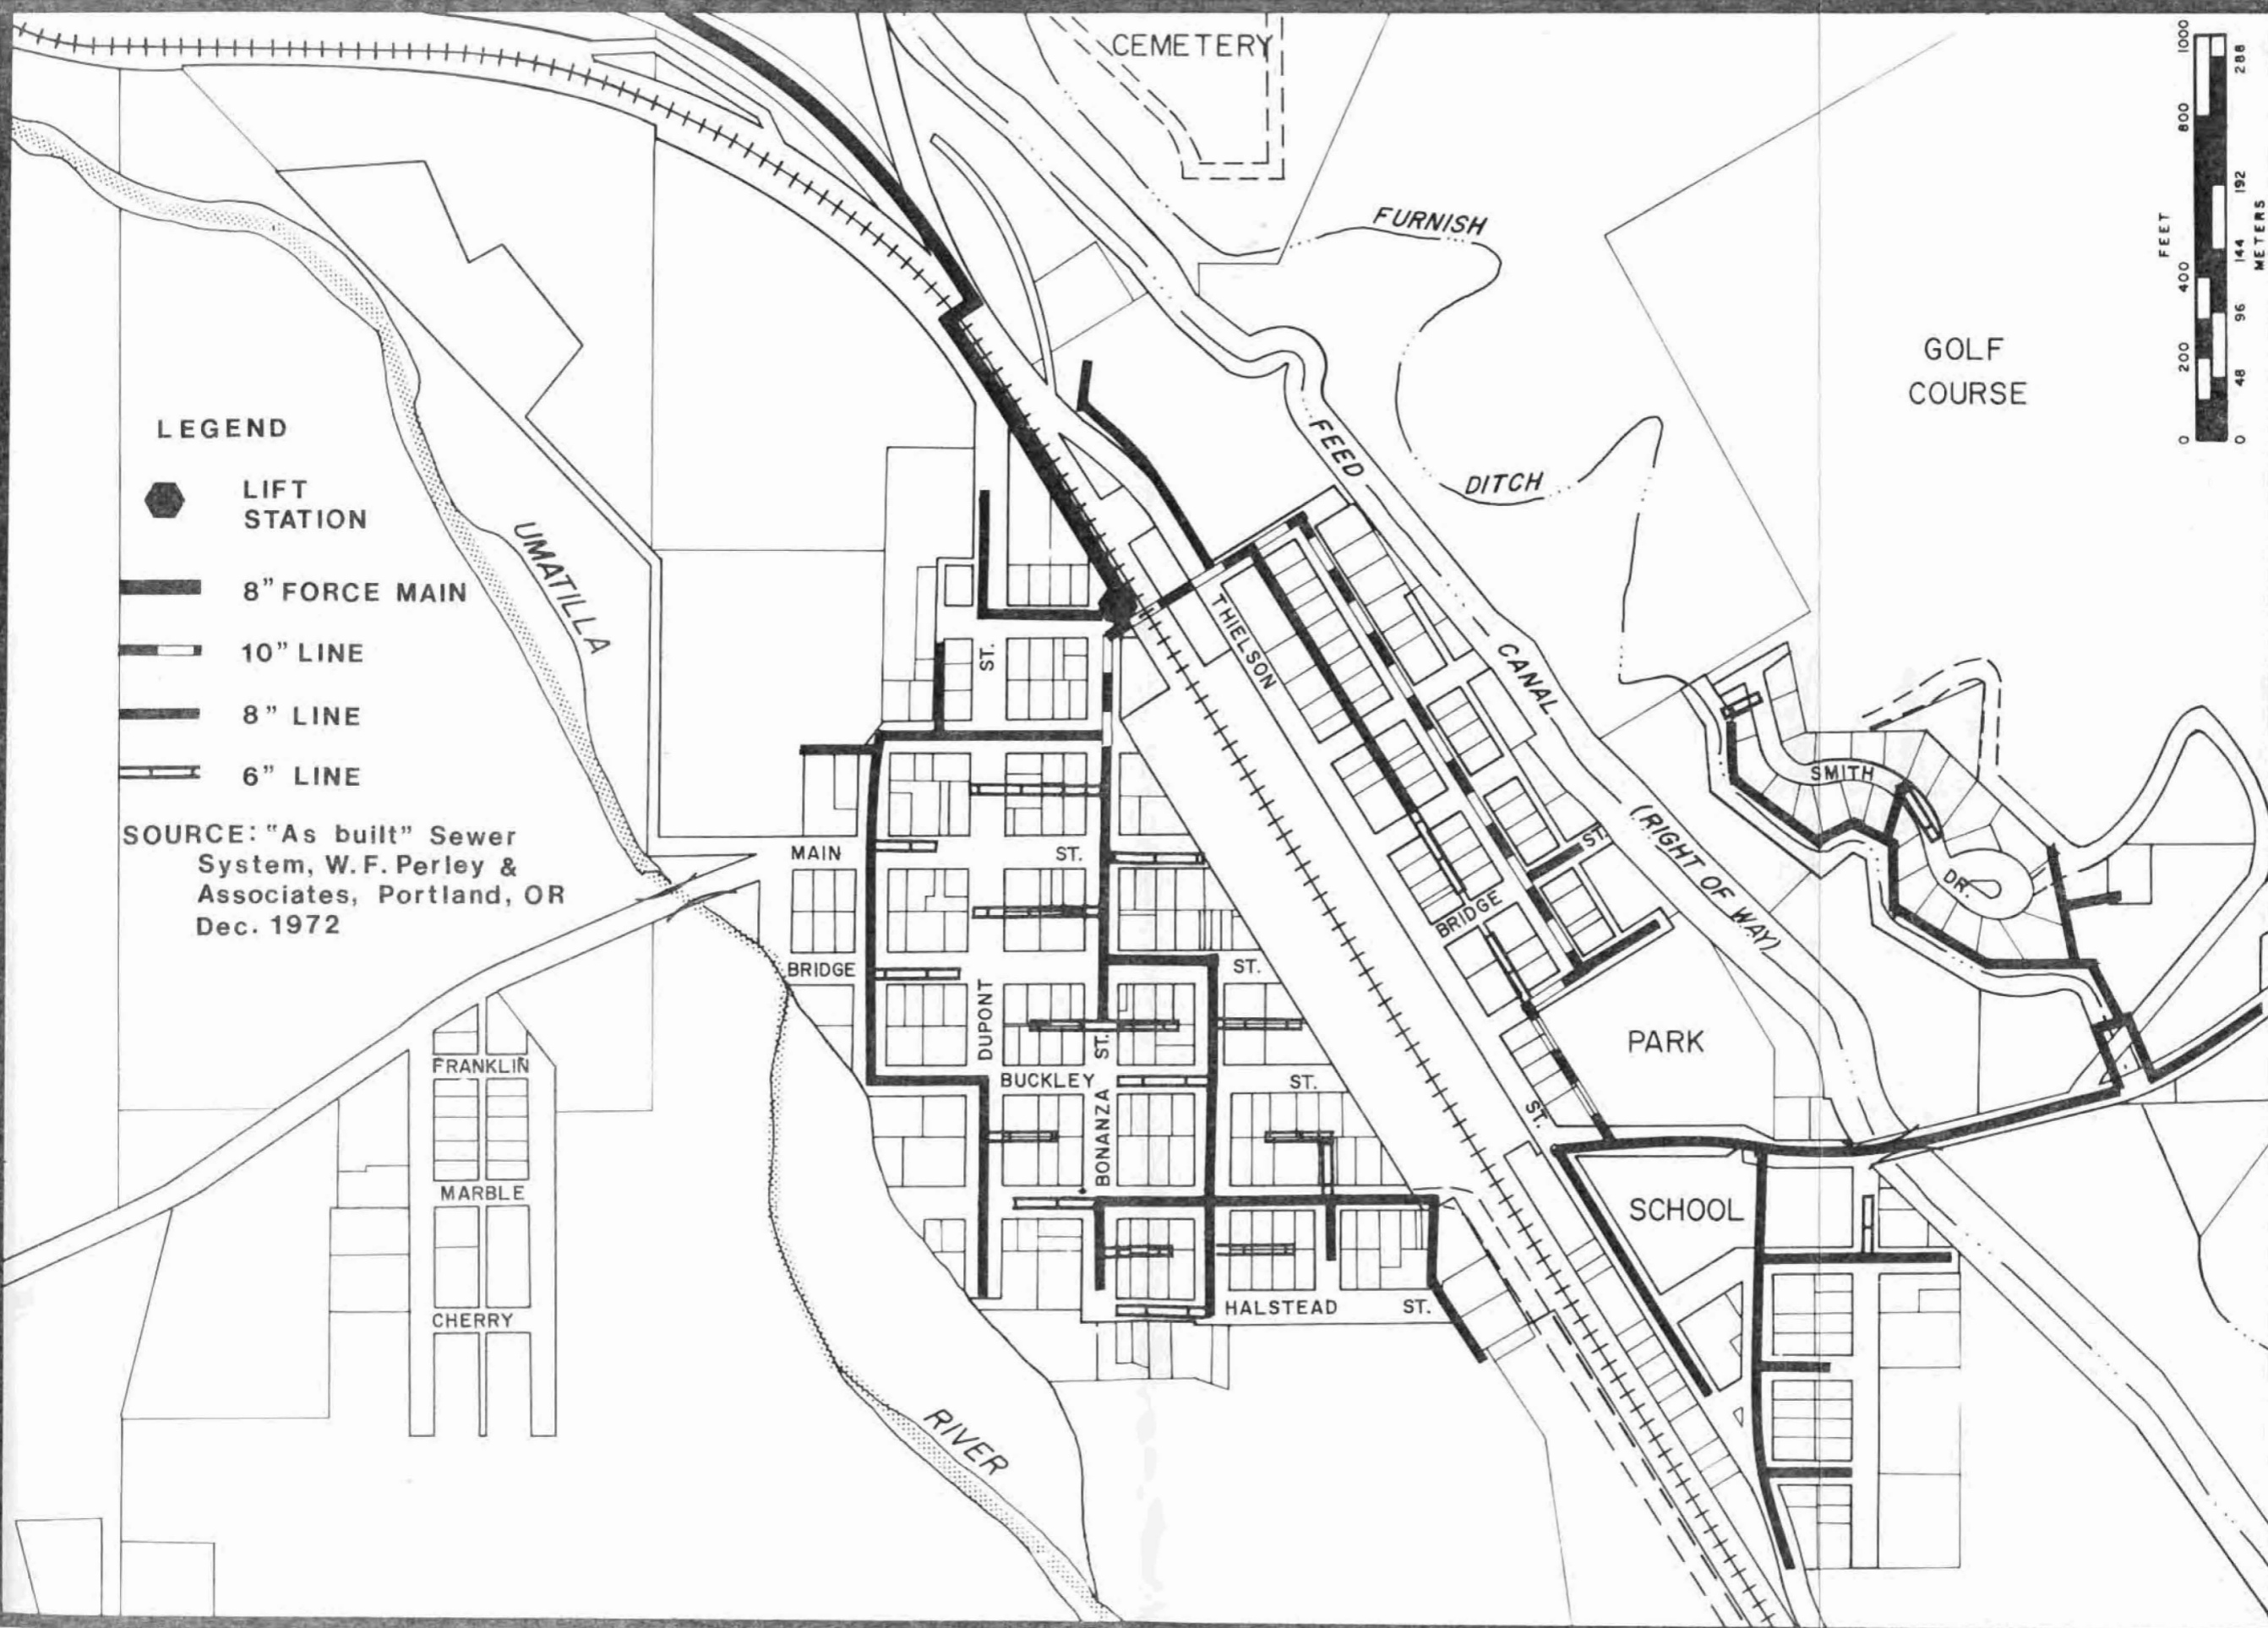 CEMETERY
FURNISH
DITCH
GOLF
COURSE
FEET
0 200 400 800 1000
0 48 96 144 192 288
METERS
LEGEND
LIFT
STATION
8" FORCE MAIN
10" LINE
8" LINE
6" LINE
SOURCE: "As built" Sewer
System, W. F. Perley &
Associates, Portland, OR
Dec. 1972
UMATILLA
RIVER
FEED
CANAL
(RIGHT OF WAY)
THIELSON
ST.
BRIDGE
ST.
ST.
MAIN
ST.
BRIDGE
ST.
DUPONT
ST.
BONANZA
BUCKLEY
ST.
HALSTEAD
ST.
FRANKLIN
MARBLE
CHERRY
SMITH
DR.
PARK
SCHOOL